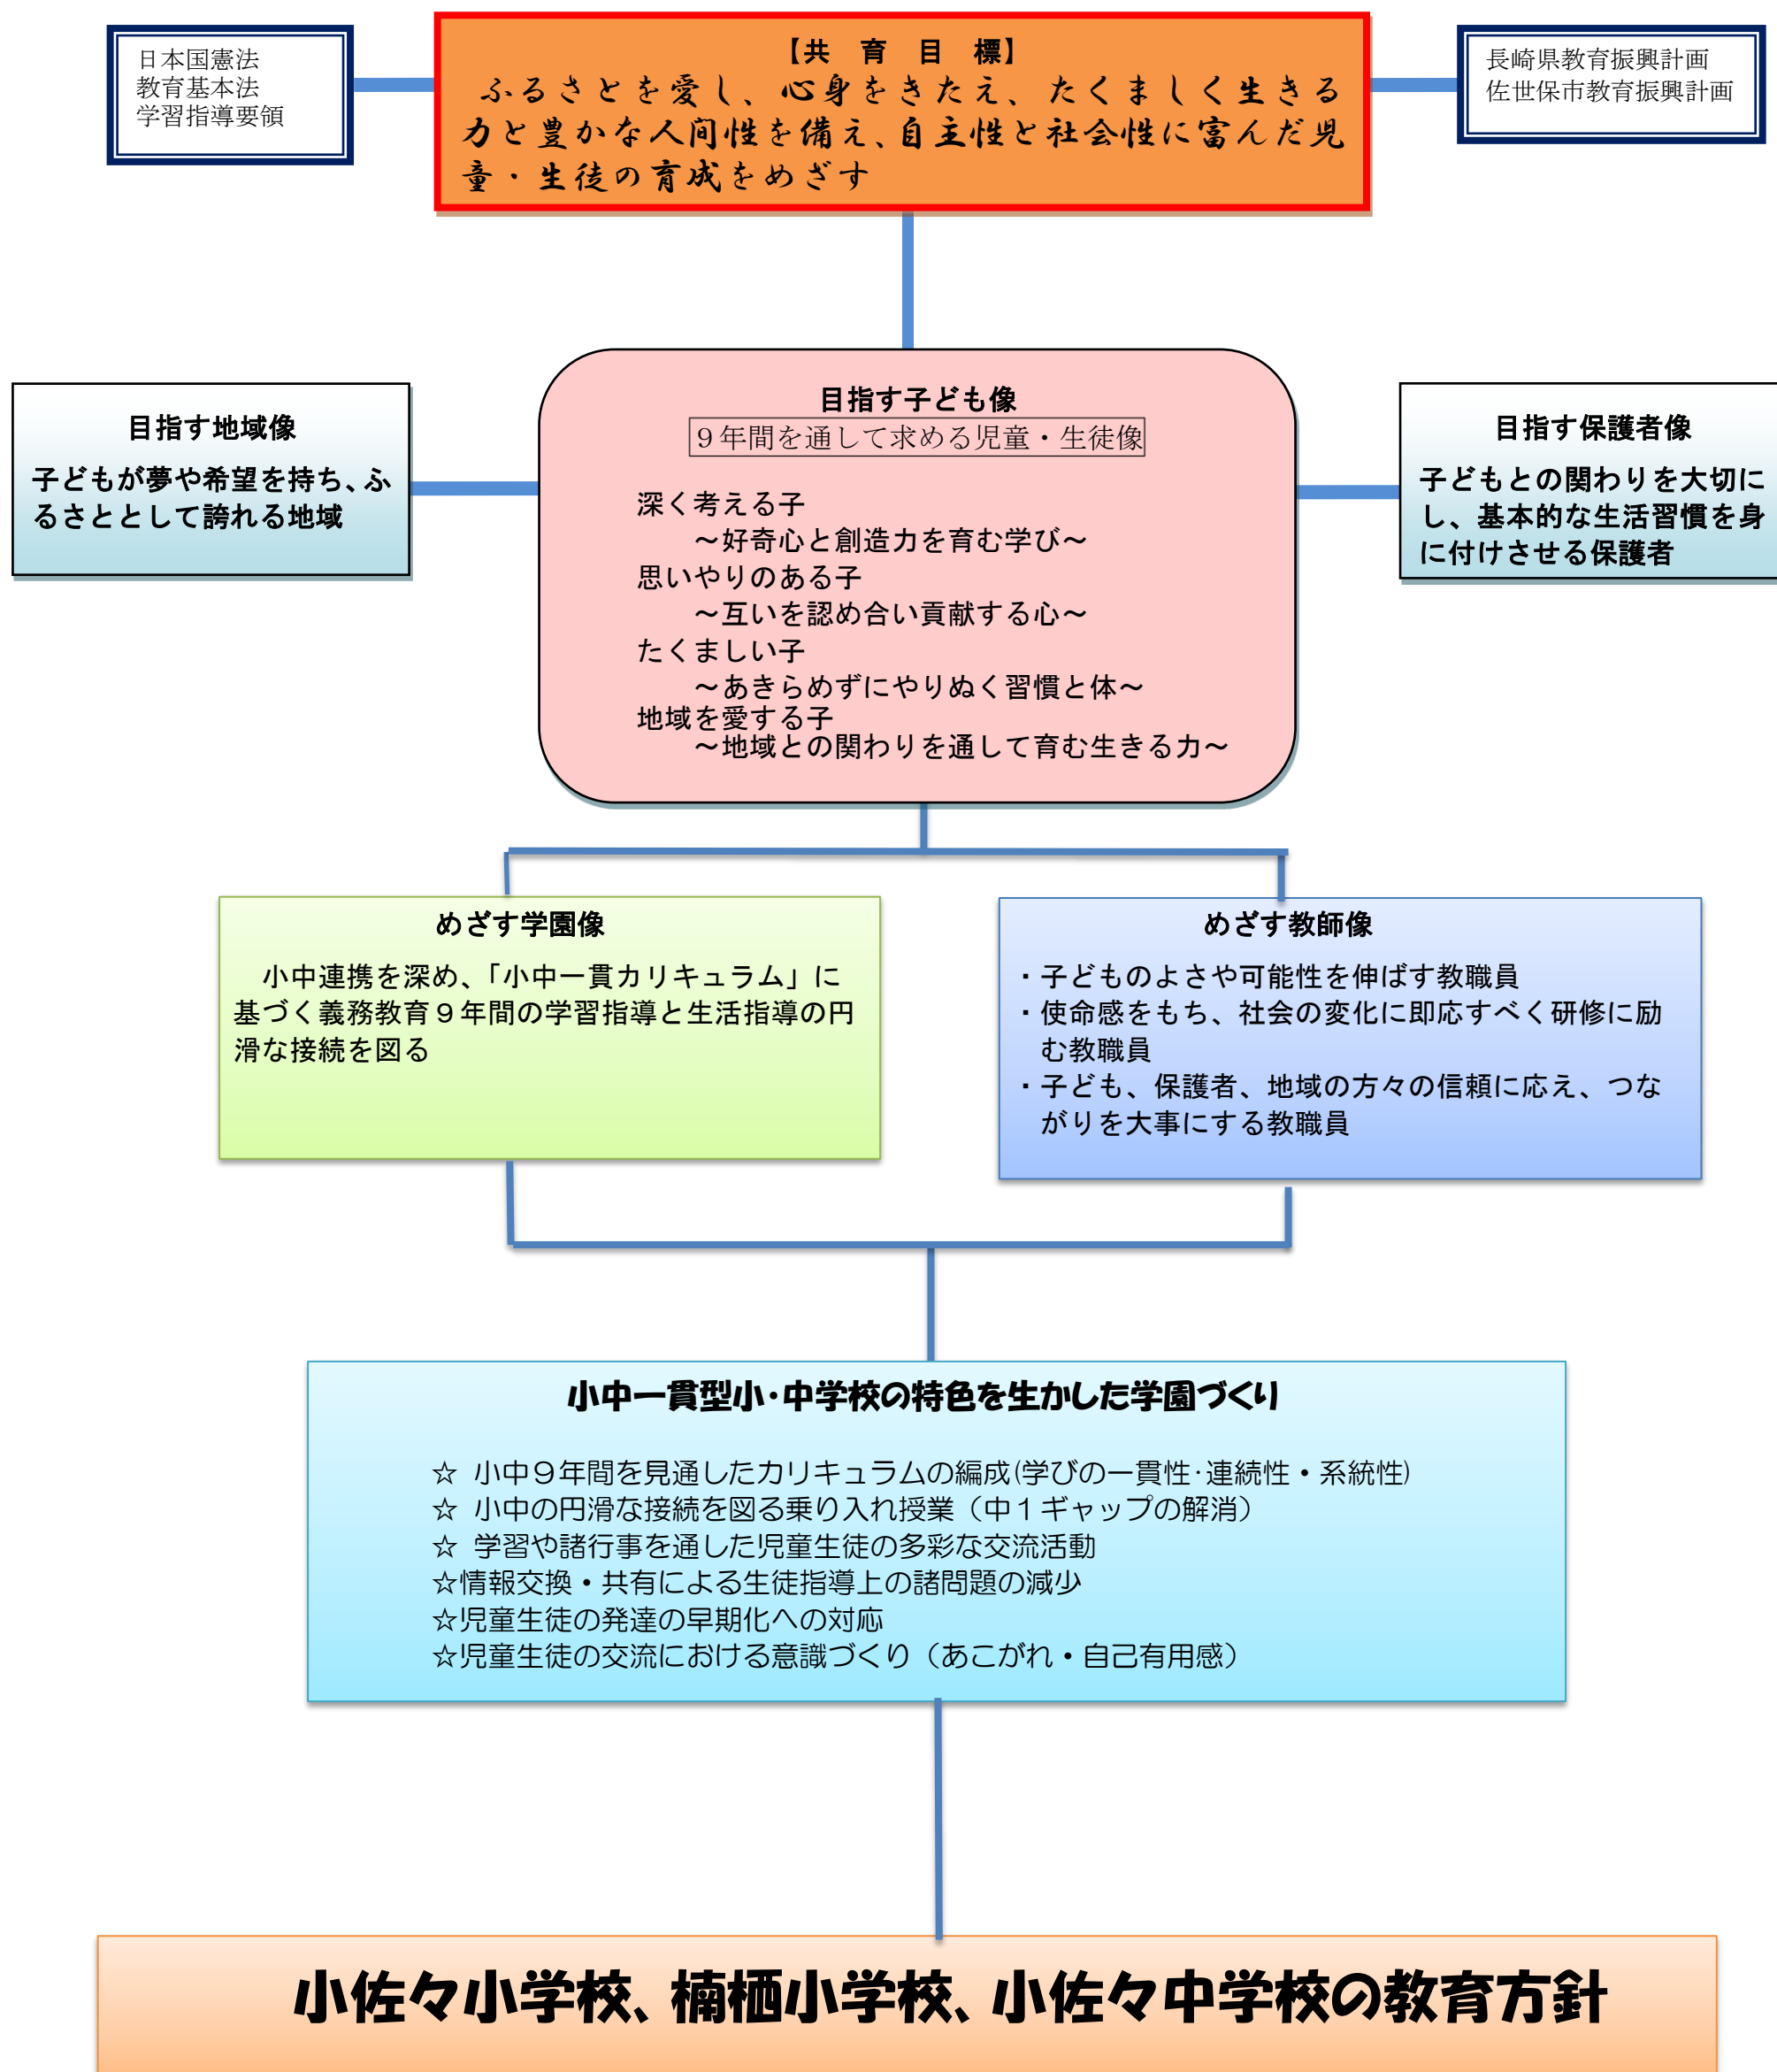 日本国憲法
教育基本法
学習指導要領
【共　育　目　標】
ふるさとを愛し、心身をきたえ、たくましく生きる
力と豊かな人間性を備え、自主性と社会性に富んだ児
童・生徒の育成をめざす
長崎県教育振興計画
佐世保市教育振興計画
目指す地域像
子どもが夢や希望を持ち、ふ
るさととして誇れる地域
目指す子ども像
９年間を通して求める児童・生徒像
深く考える子
～好奇心と創造力を育む学び～
思いやりのある子
～互いを認め合い貢献する心～
たくましい子
～あきらめずにやりぬく習慣と体～
地域を愛する子
～地域との関わりを通して育む生きる力～
目指す保護者像
子どもとの関わりを大切に
し、基本的な生活習慣を身
に付けさせる保護者
めざす学園像
小中連携を深め、「小中一貫カリキュラム」に
基づく義務教育９年間の学習指導と生活指導の円
滑な接続を図る
めざす教師像
・子どものよさや可能性を伸ばす教職員
・使命感をもち、社会の変化に即応すべく研修に励
む教職員
・子ども、保護者、地域の方々の信頼に応え、つな
がりを大事にする教職員
小中一貫型小・中学校の特色を生かした学園づくり
☆ 小中９年間を見通したカリキュラムの編成(学びの一貫性・連続性・系統性)
☆ 小中の円滑な接続を図る乗り入れ授業（中１ギャップの解消）
☆ 学習や諸行事を通した児童生徒の多彩な交流活動
☆情報交換・共有による生徒指導上の諸問題の減少
☆児童生徒の発達の早期化への対応
☆児童生徒の交流における意識づくり（あこがれ・自己有用感）
小佐々小学校、楠栖小学校、小佐々中学校の教育方針